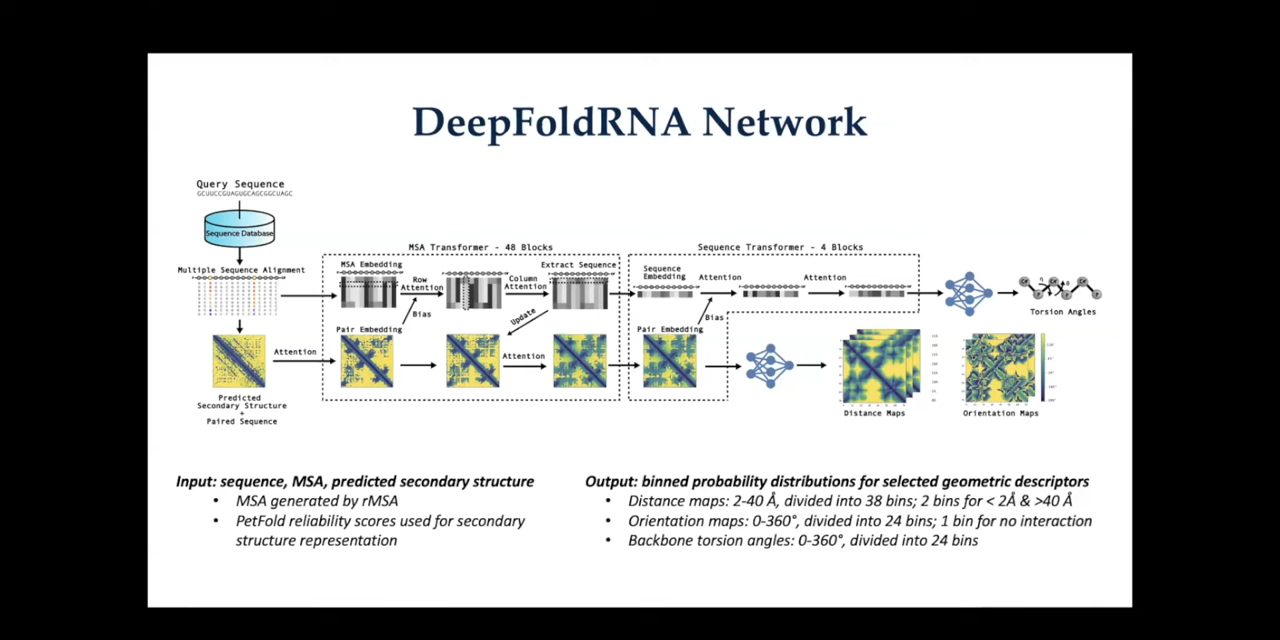 DeepFoldRNA Network
Query Sequence
GCUUCCGUAGUGCAGCGGCUAGC
Sequence Database
Multiple Sequence Alignment
Predicted
Secondary Structure
+
Paired Sequence
Attention
MSA Transformer - 48 Blocks
MSA Embedding
Row
Attention
Bias
Column
Attention
Extract Sequence
Update
Pair Embedding
Attention
Sequence Transformer - 4 Blocks
Sequence
Embedding
Attention
Attention
Bias
Pair Embedding
Torsion Angles
Distance Maps
Orientation Maps
Input: sequence, MSA, predicted secondary structure
• MSA generated by rMSA
• PetFold reliability scores used for secondary
structure representation
Output: binned probability distributions for selected geometric descriptors
• Distance maps: 2-40 Å, divided into 38 bins; 2 bins for < 2Å & >40 Å
• Orientation maps: 0-360°, divided into 24 bins; 1 bin for no interaction
• Backbone torsion angles: 0-360°, divided into 24 bins